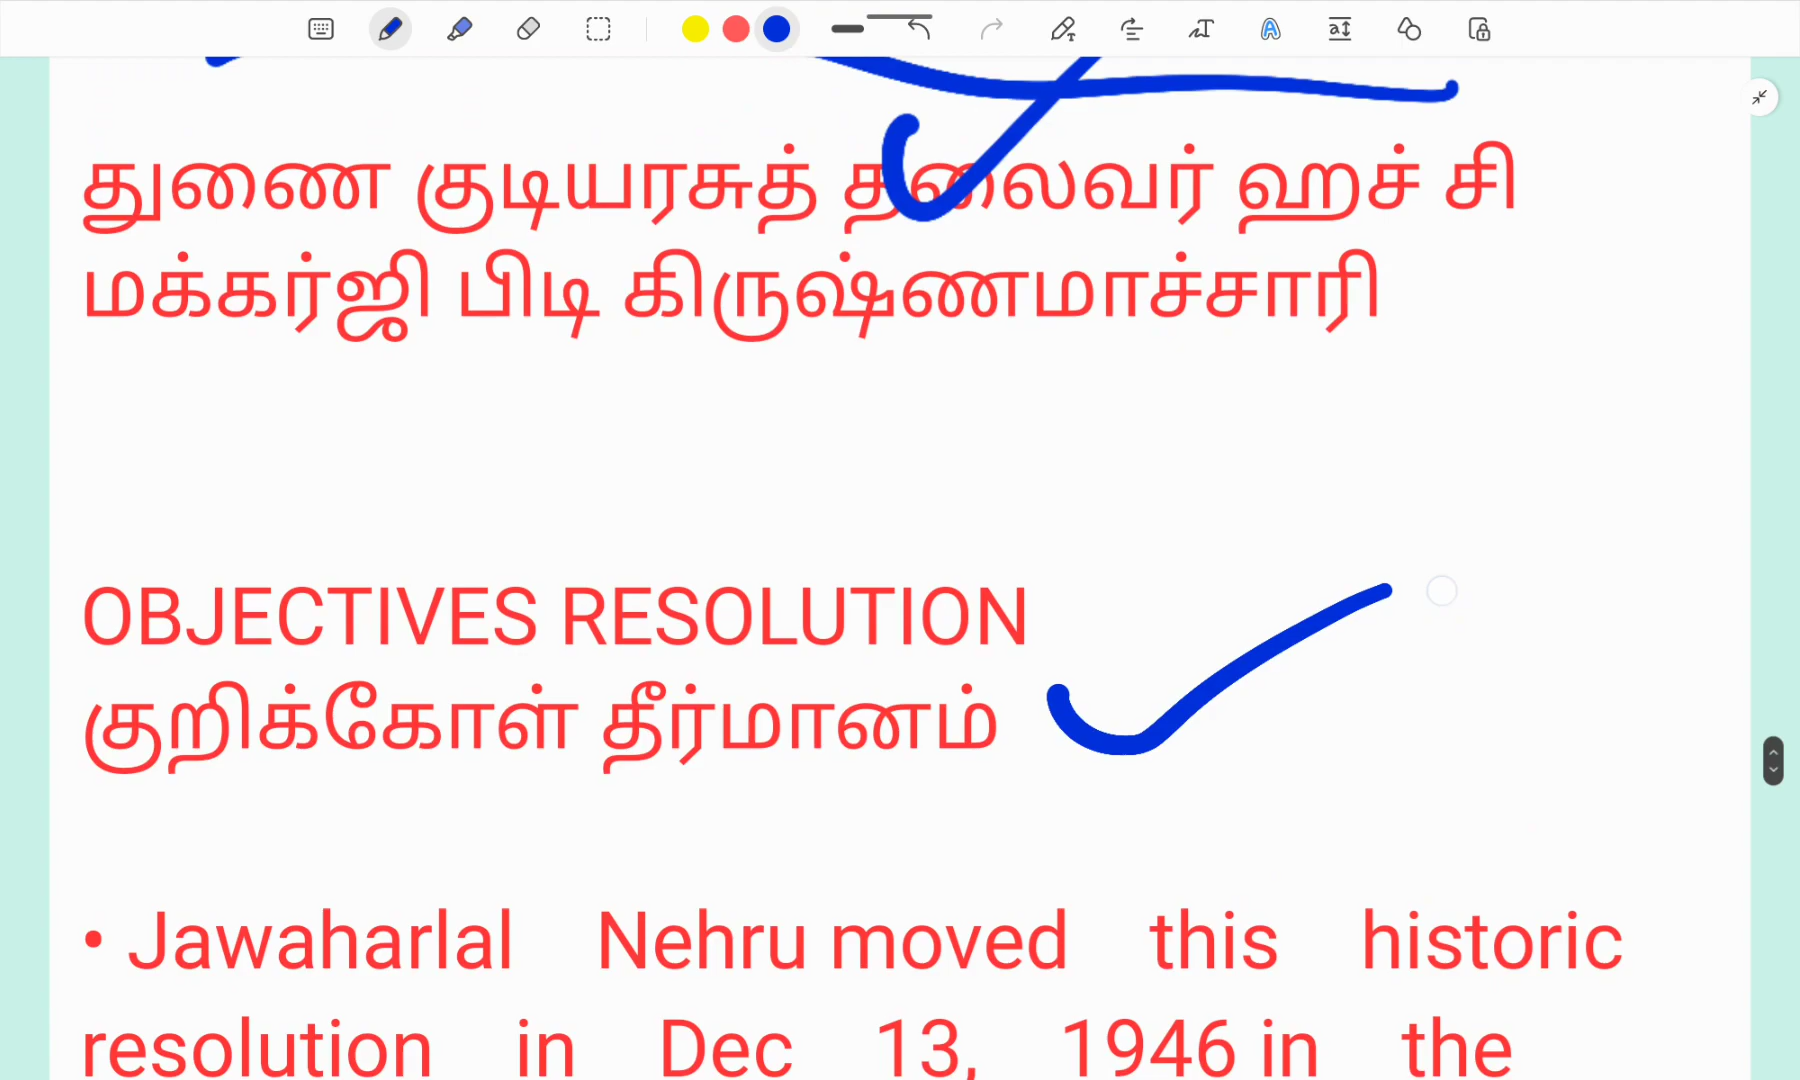 துணை குடியரசுத் தலைவர் ஹச் சி
மக்கர்ஜி பிடி கிருஷ்ணமாச்சாரி
OBJECTIVES RESOLUTION
குறிக்கோள் தீர்மானம்
• Jawaharlal Nehru moved this historic
resolution in Dec 13, 1946 in the